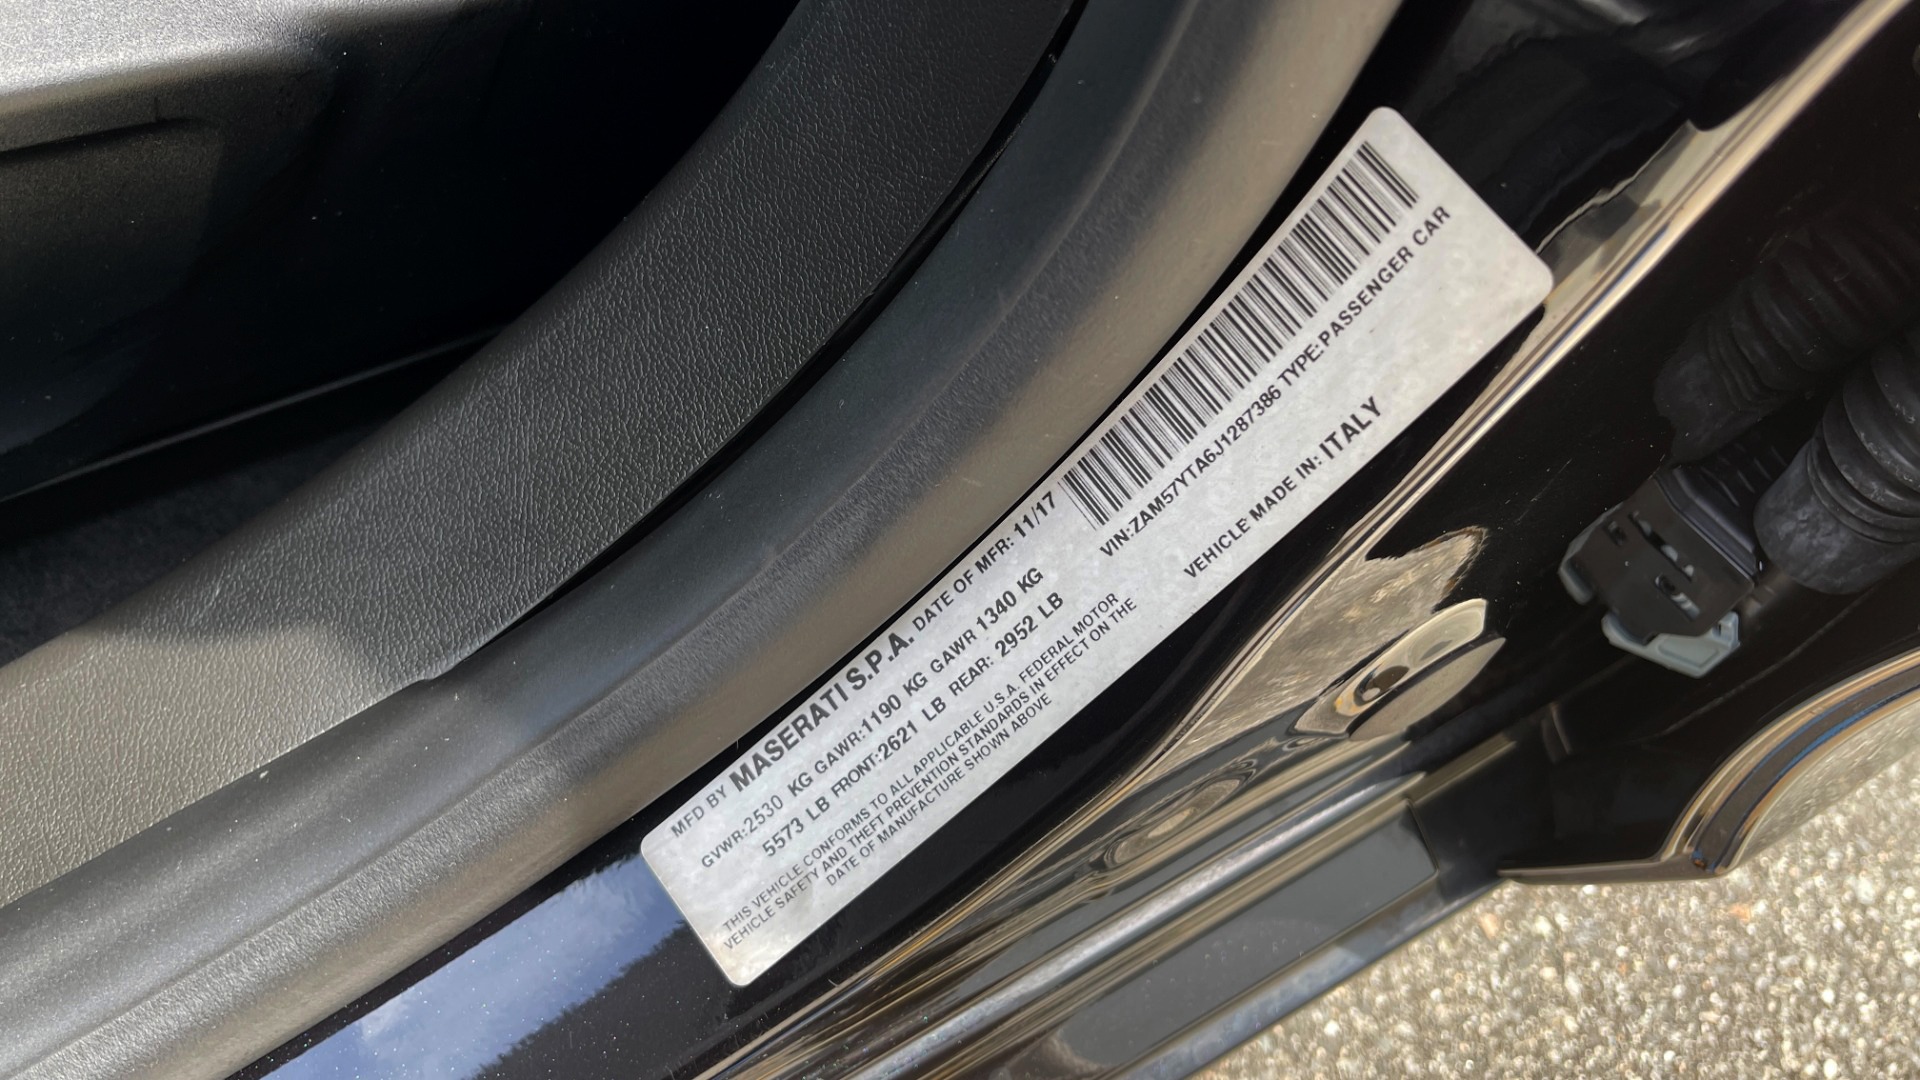 MFD BY MASERATI S.P.A. DATE OF MFR: 11/17
GVWR:2530 KG GAWR:1190 KG GAWR 1340 KG
5573 LB FRONT:2621 LB REAR: 2952 LB
THIS VEHICLE CONFORMS TO ALL APPLICABLE U.S.A. FEDERAL MOTOR
VEHICLE SAFETY AND THEFT PREVENTION STANDARDS IN EFFECT ON THE
DATE OF MANUFACTURE SHOWN ABOVE
VIN:ZAM57YTA6J1287386 TYPE:PASSENGER CAR
VEHICLE MADE IN: ITALY